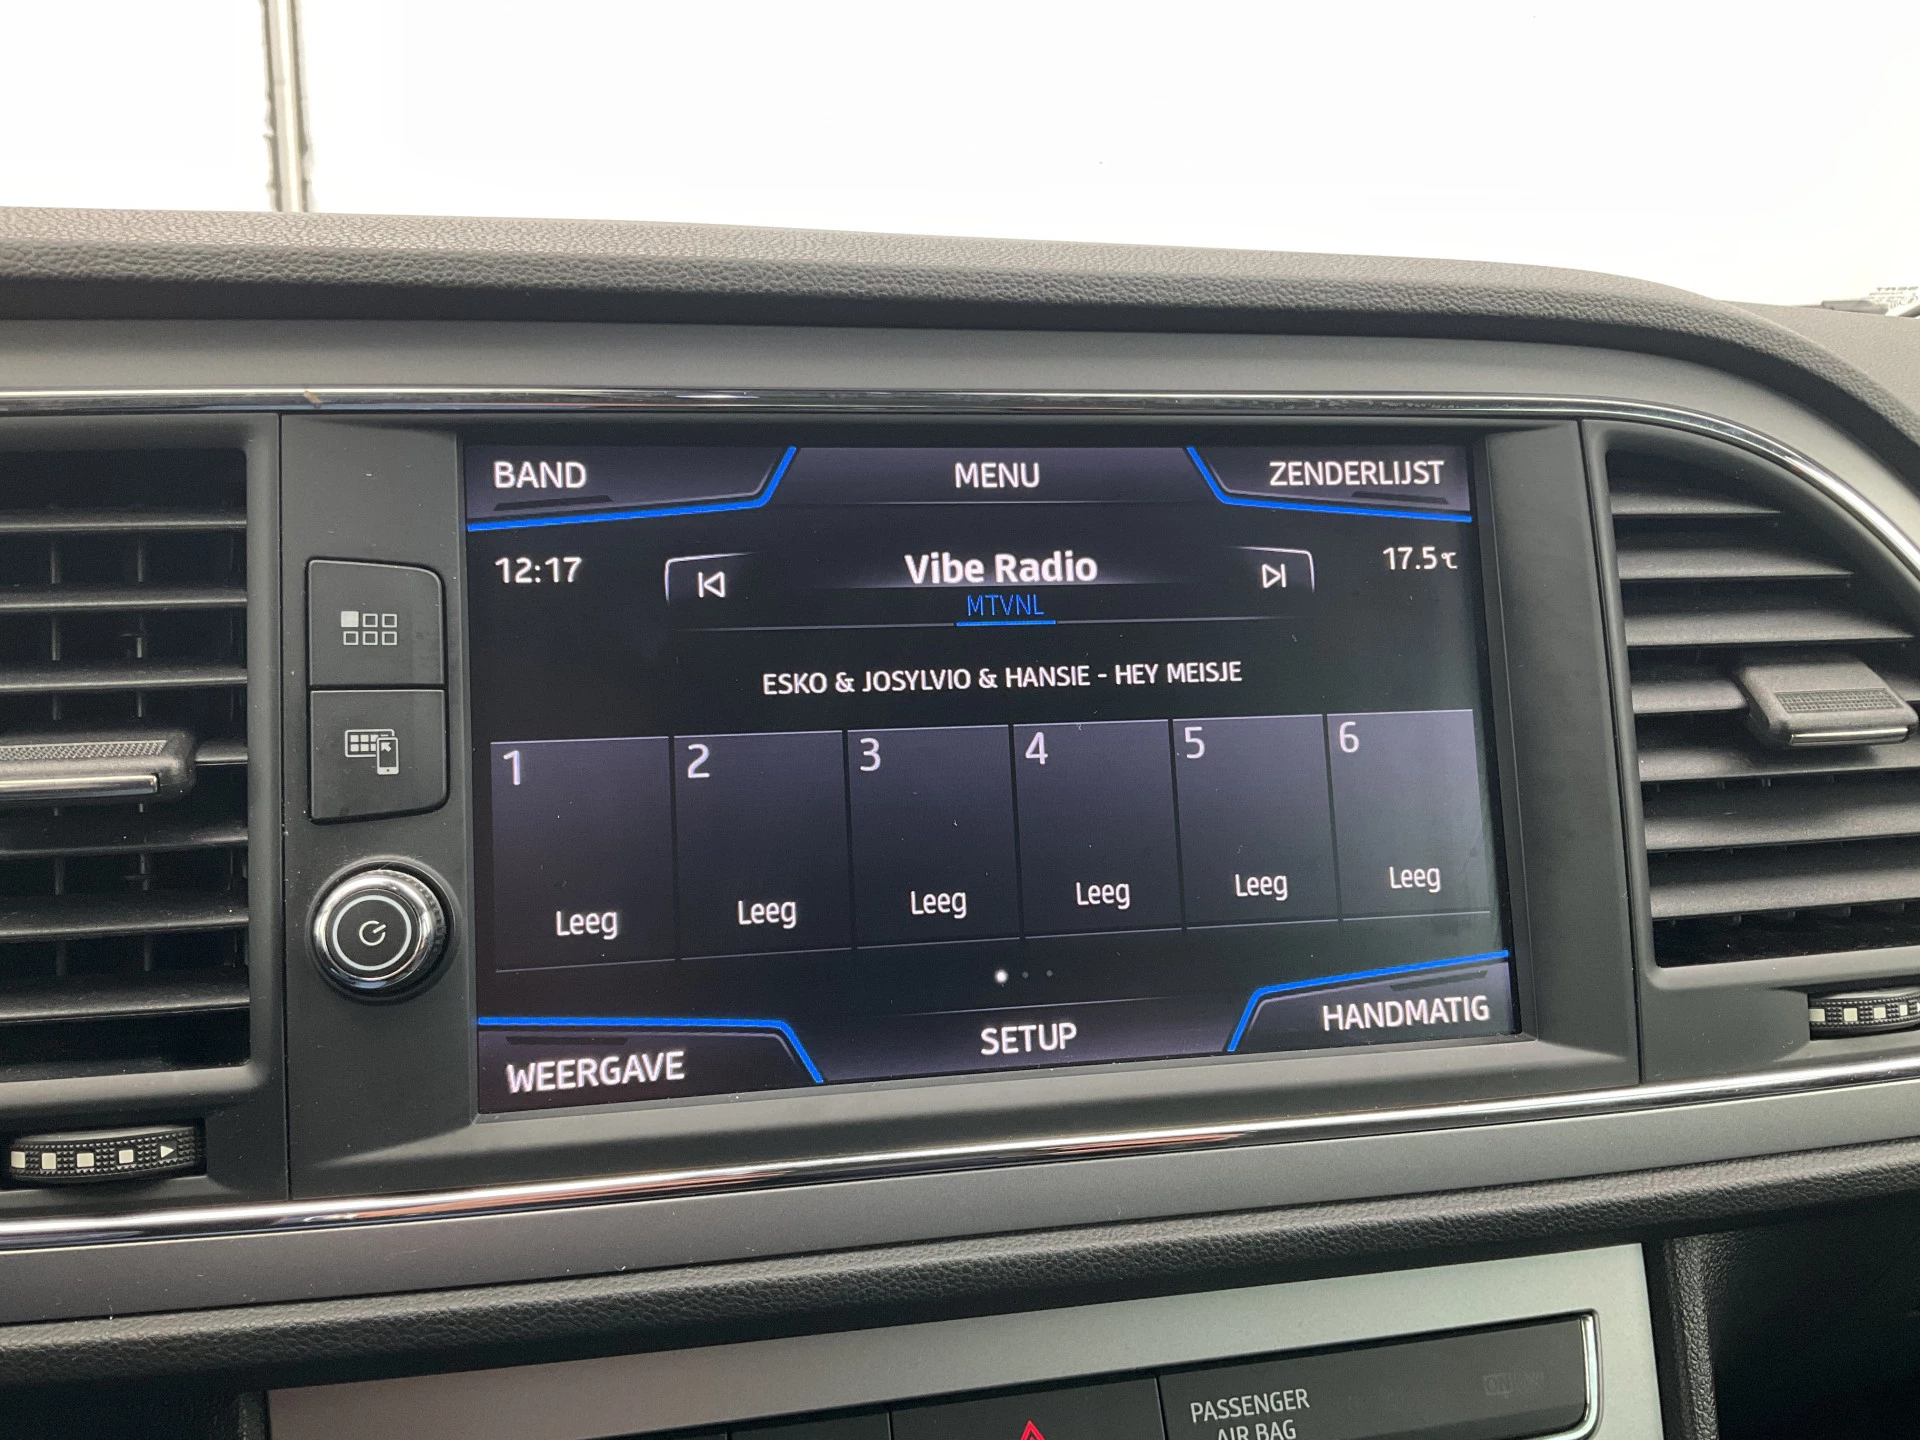 BAND MENU ZENDERLIJST
12:17 Vibe Radio 17.5°C
MTVNL
ESKO & JOSYLVIO & HANSIE - HEY MEISJE
1 2 3 4 5 6
Leeg Leeg Leeg Leeg Leeg Leeg
WEERGAVE SETUP HANDMATIG
PASSENGER
AIR BAG